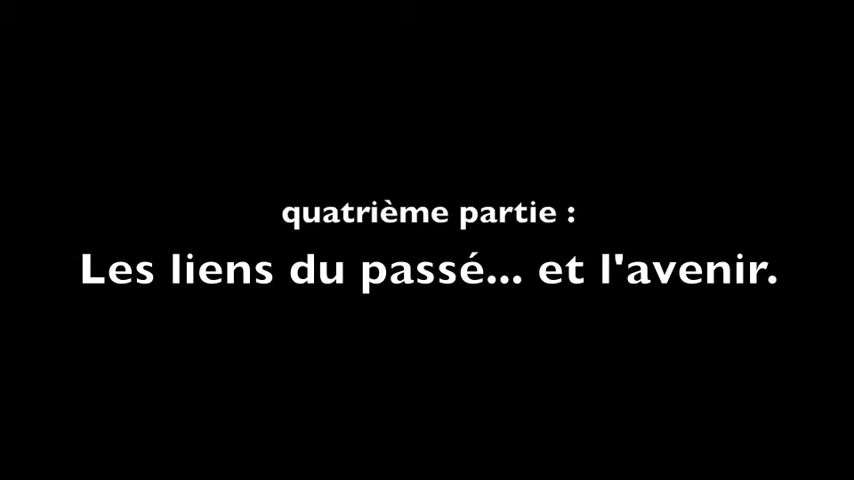 quatrième partie :
Les liens du passé... et l'avenir.